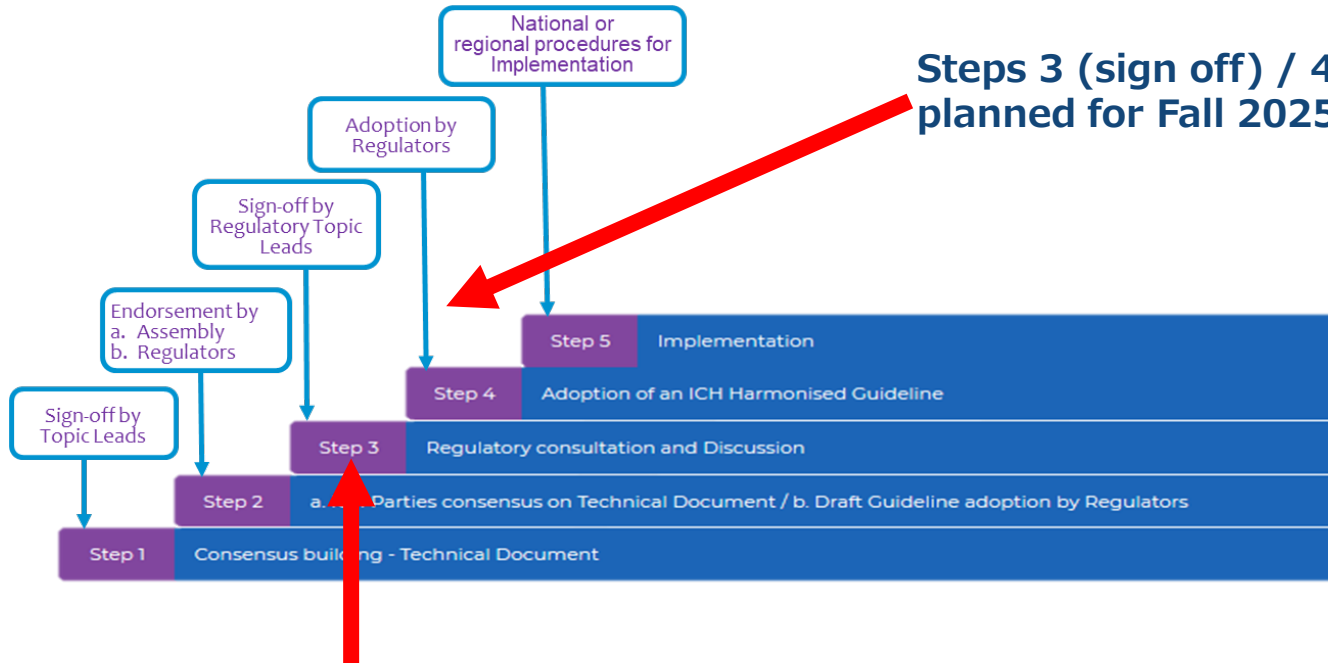 National or
regional procedures for
Implementation
Steps 3 (sign off) / 4
planned for Fall 2025
Adoption by
Regulators
Sign-off by
Regulatory Topic
Leads
Endorsement by
a. Assembly
b. Regulators
Sign-off by
Topic Leads
Step 5 Implementation
Step 4 Adoption of an ICH Harmonised Guideline
Step 3 Regulatory consultation and Discussion
Step 2 a. Parties consensus on Technical Document / b. Draft Guideline adoption by Regulators
Step 1 Consensus building - Technical Document